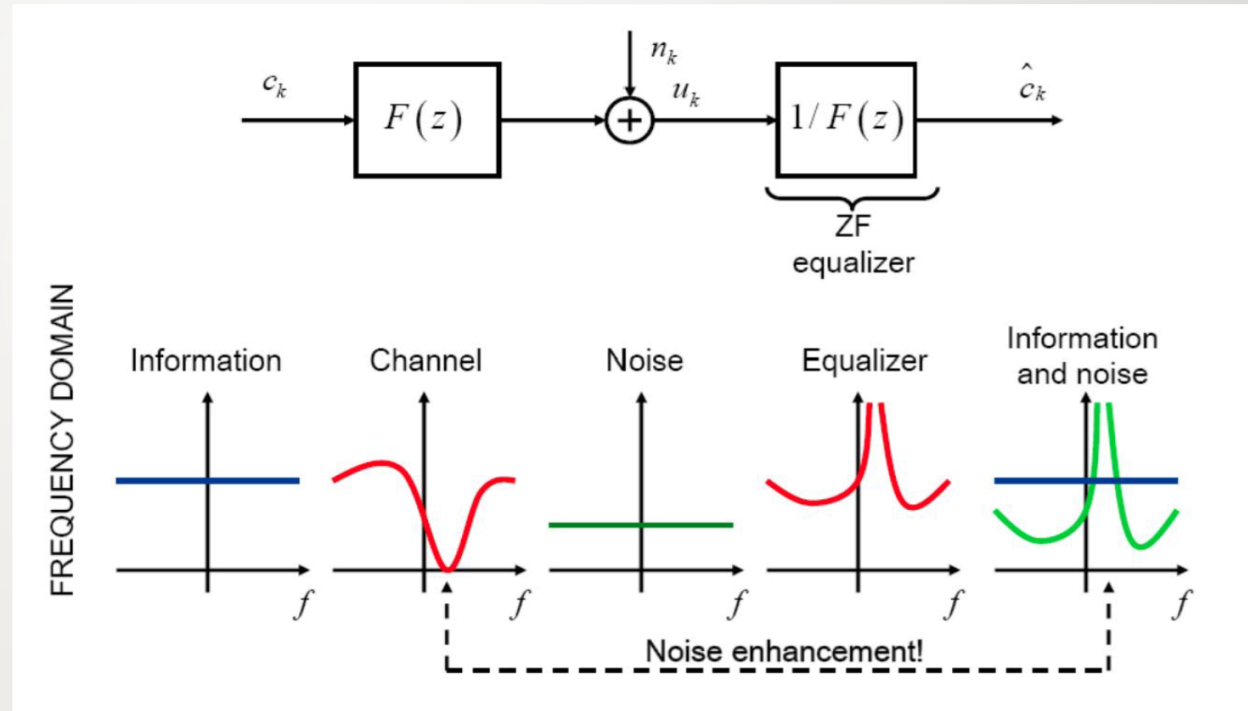 c_k
F(z)
n_k
u_k
1/F(z)
ĉ_k
ZF
equalizer
FREQUENCY DOMAIN
Information
Channel
Noise
Equalizer
Information
and noise
f
f
f
f
f
Noise enhancement!